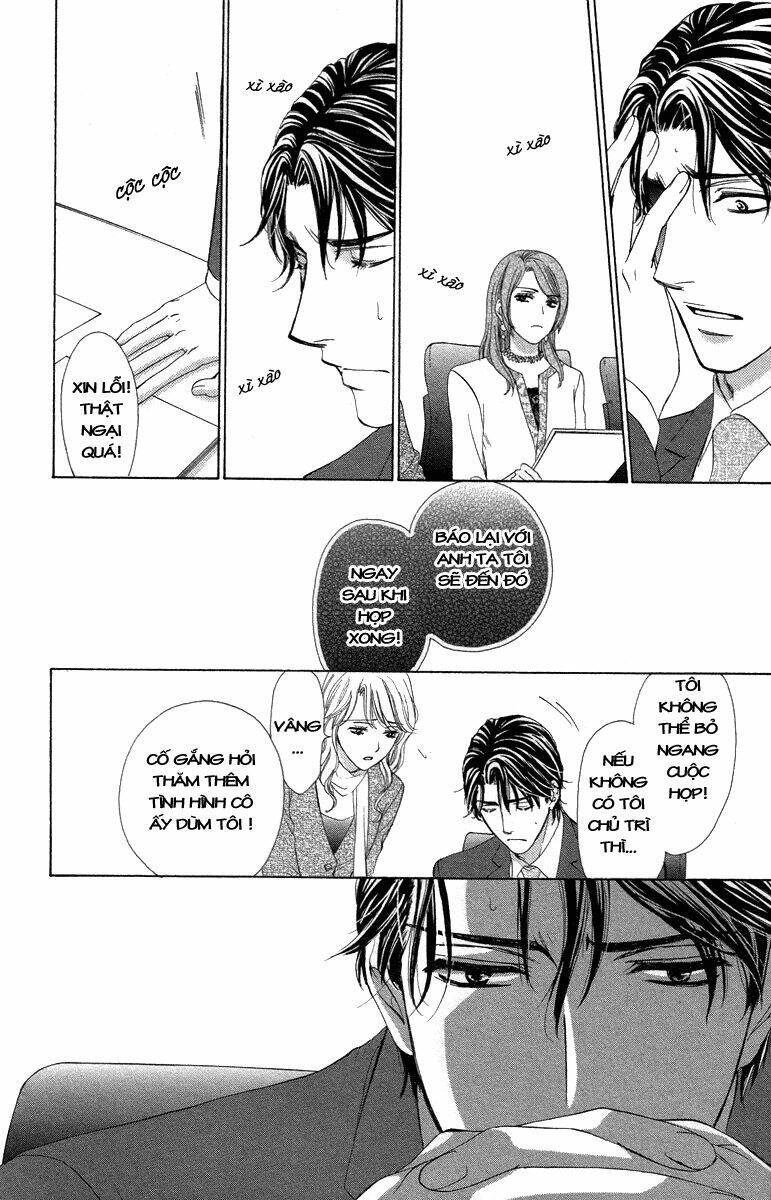 xì xào
xì xào
xì xào
xì xào
cộc cộc
XIN LỖI!
THẬT
NGẠI
QUÁ!
BÁO LẠI VỚI
ANH TA TÔI
SẼ ĐẾN ĐÓ
NGAY
SAU KHI
HỌP
XONG!
TÔI
KHÔNG
THỂ BỎ
NGANG
CUỘC
HỌP!
NẾU
KHÔNG
CÓ TÔI
CHỦ TRÌ
THÌ...
VÂNG
...
CỐ GẮNG HỎI
THĂM THÊM
TÌNH HÌNH CÔ
ẤY DÙM TÔI !